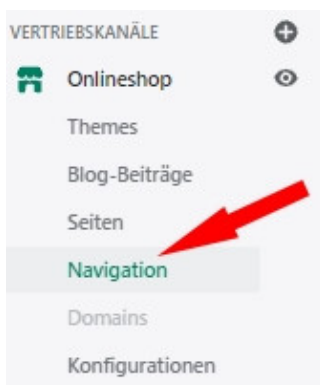 VERTRIEBSKANÄLE
Onlineshop
Themes
Blog-Beiträge
Seiten
Navigation
Domains
Konfigurationen